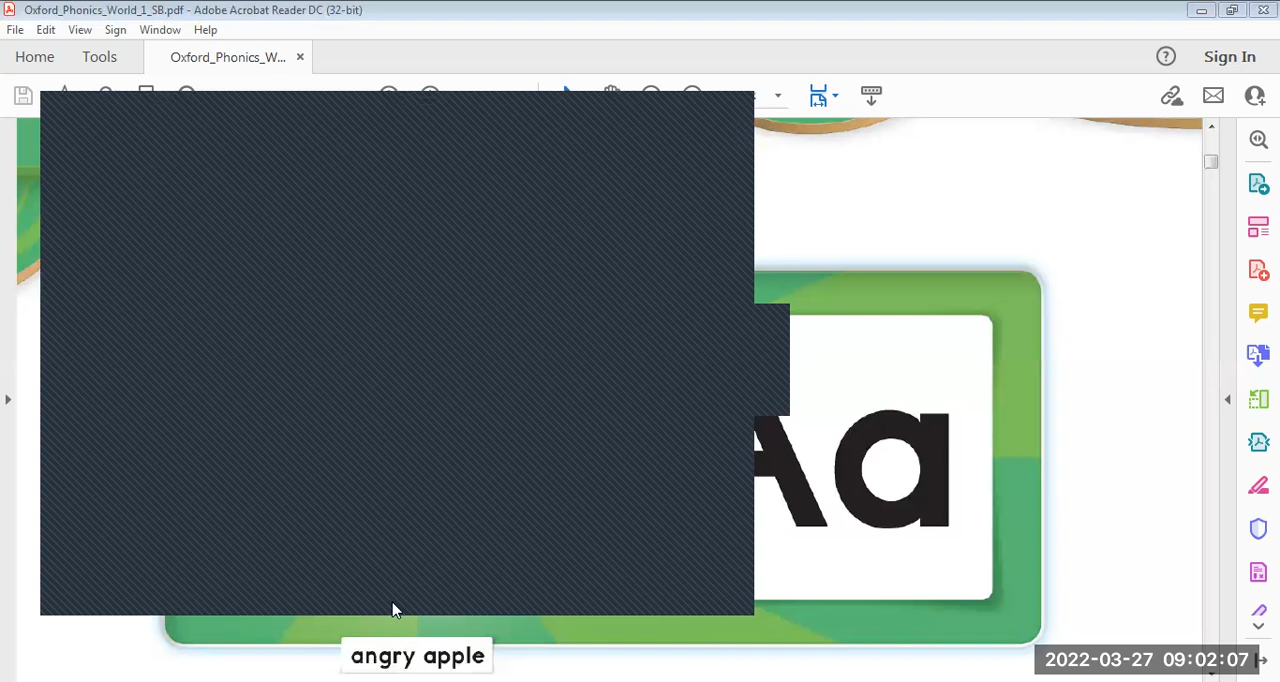 Oxford_Phonics_World_1_SB.pdf - Adobe Acrobat Reader DC (32-bit)
File Edit View Sign Window Help
Home Tools Oxford_Phonics_W... × Sign In
Aa
angry apple
2022-03-27 09:02:07